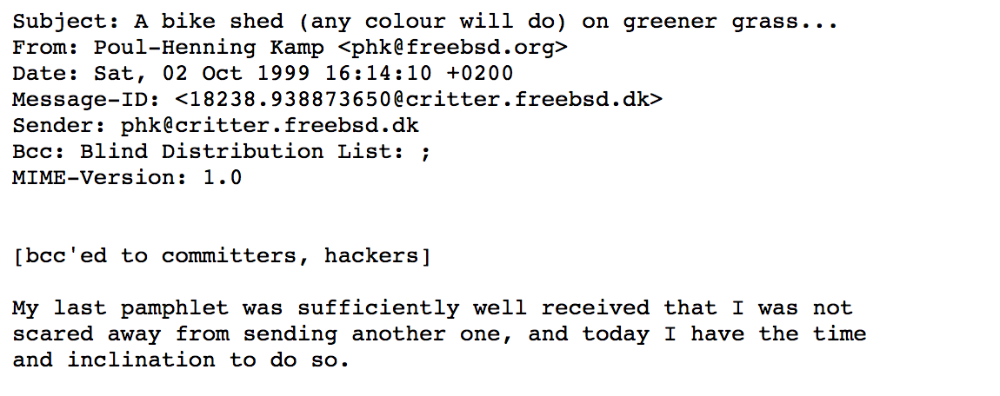 Subject: A bike shed (any colour will do) on greener grass...
From: Poul-Henning Kamp <phk@freebsd.org>
Date: Sat, 02 Oct 1999 16:14:10 +0200
Message-ID: <18238.938873650@critter.freebsd.dk>
Sender: phk@critter.freebsd.dk
Bcc: Blind Distribution List: ;
MIME-Version: 1.0
[bcc'ed to committers, hackers]
My last pamphlet was sufficiently well received that I was not
scared away from sending another one, and today I have the time
and inclination to do so.